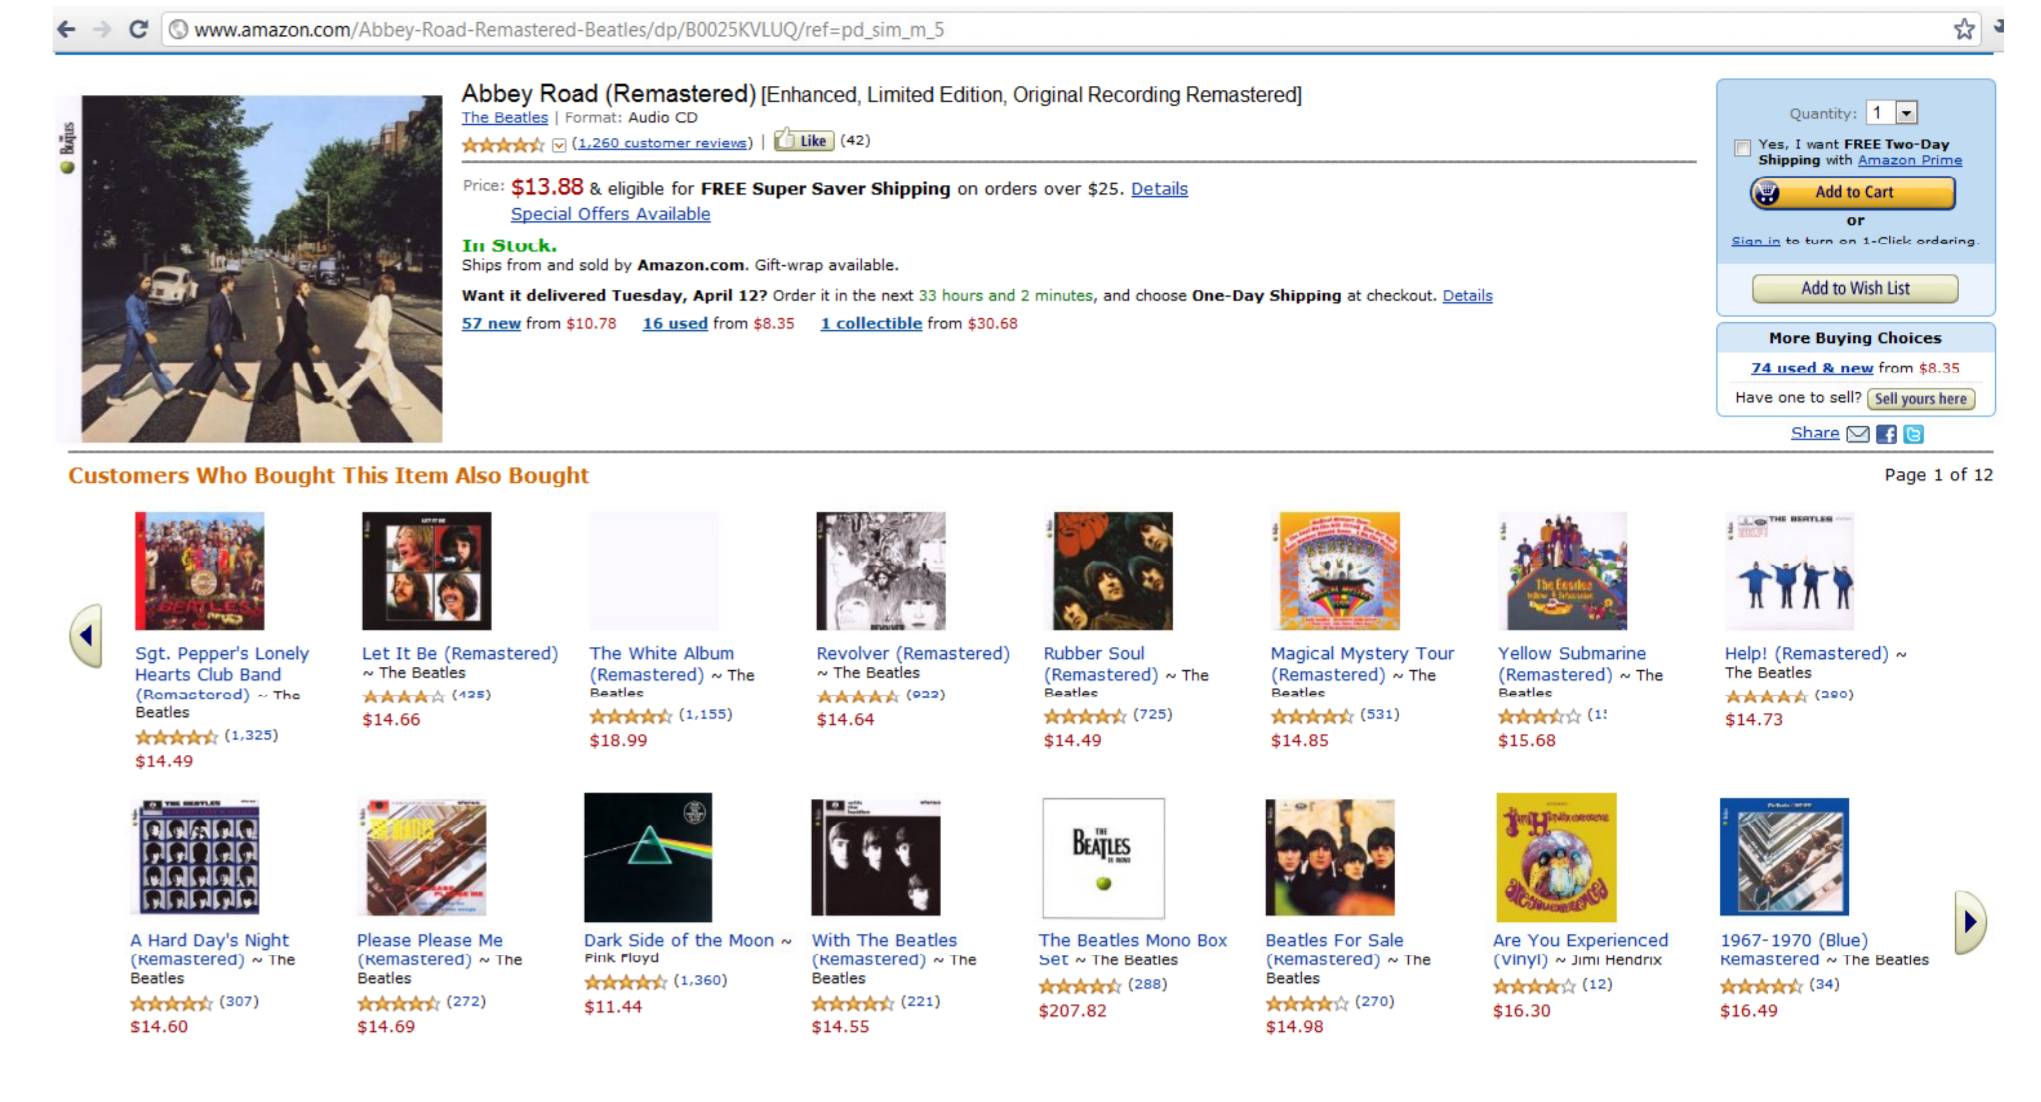 www.amazon.com/Abbey-Road-Remastered-Beatles/dp/B0025KVLUQ/ref=pd_sim_m_5
Abbey Road (Remastered) [Enhanced, Limited Edition, Original Recording Remastered]
The Beatles | Format: Audio CD
(1,260 customer reviews) | Like (42)
Price: $13.88 & eligible for FREE Super Saver Shipping on orders over $25. Details
Special Offers Available
In Stock.
Ships from and sold by Amazon.com. Gift-wrap available.
Want it delivered Tuesday, April 12? Order it in the next 33 hours and 2 minutes, and choose One-Day Shipping at checkout. Details
57 new from $10.78 16 used from $8.35 1 collectible from $30.68
Quantity: 1
Yes, I want FREE Two-Day
Shipping with Amazon Prime
Add to Cart
or
Sign in to turn on 1-Click ordering.
Add to Wish List
More Buying Choices
74 used & new from $8.35
Have one to sell? Sell yours here
Share
Customers Who Bought This Item Also Bought
Page 1 of 12
Sgt. Pepper's Lonely
Hearts Club Band
(Remastered) ~ The
Beatles
(1,325)
$14.49
Let It Be (Remastered)
~ The Beatles
(425)
$14.66
The White Album
(Remastered) ~ The
Beatles
(1,155)
$18.99
Revolver (Remastered)
~ The Beatles
(922)
$14.64
Rubber Soul
(Remastered) ~ The
Beatles
(725)
$14.49
Magical Mystery Tour
(Remastered) ~ The
Beatles
(531)
$14.85
Yellow Submarine
(Remastered) ~ The
Beatles
$15.68
Help! (Remastered) ~
The Beatles
(280)
$14.73
A Hard Day's Night
(Remastered) ~ The
Beatles
(307)
$14.60
Please Please Me
(Remastered) ~ The
Beatles
(272)
$14.69
Dark Side of the Moon ~
Pink Floyd
(1,360)
$11.44
With The Beatles
(Remastered) ~ The
Beatles
(221)
$14.55
THE
BEATLES
IN MONO
The Beatles Mono Box
Set ~ The Beatles
(288)
$207.82
Beatles For Sale
(Remastered) ~ The
Beatles
(270)
$14.98
Are You Experienced
(Vinyl) ~ Jimi Hendrix
(12)
$16.30
1967-1970 (Blue)
Remastered ~ The Beatles
(34)
$16.49